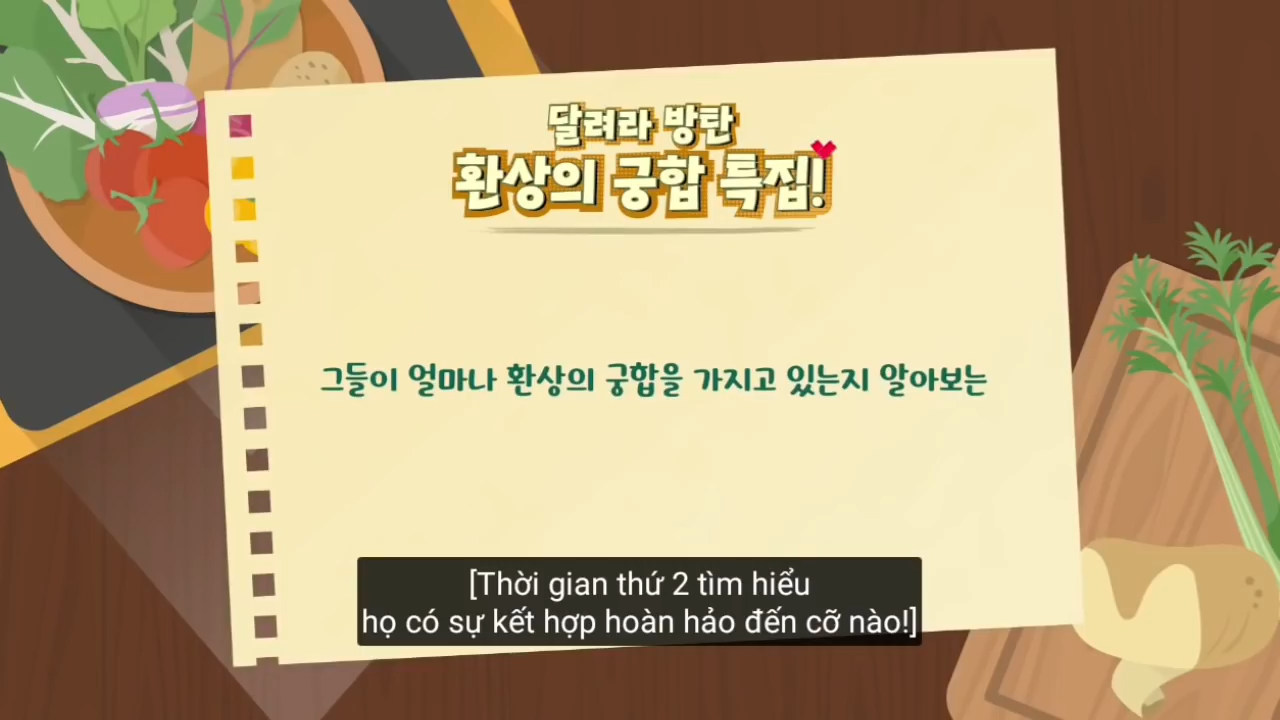 달려라 방탄
환상의 궁합 특집!
그들이 얼마나 환상의 궁합을 가지고 있는지 알아보는
[Thời gian thứ 2 tìm hiểu
họ có sự kết hợp hoàn hảo đến cỡ nào!]